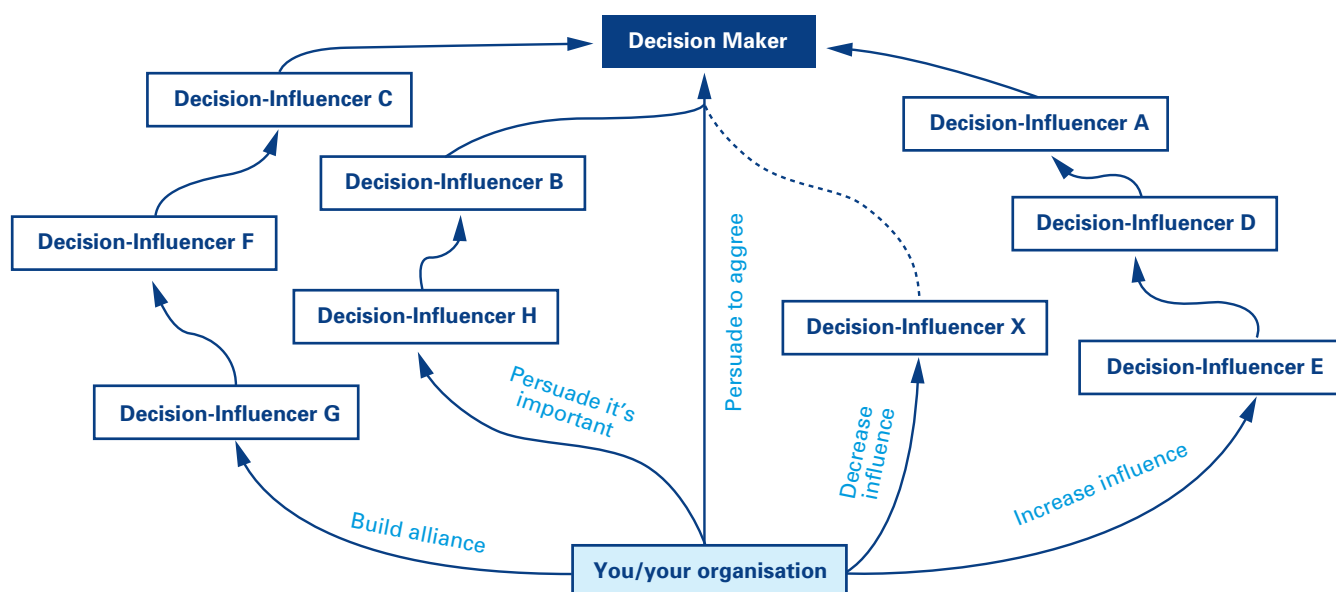 Decision Maker
Decision-Influencer C
Decision-Influencer A
Decision-Influencer B
Decision-Influencer F
Decision-Influencer D
Decision-Influencer H
Decision-Influencer X
Decision-Influencer E
Decision-Influencer G
Persuade it's
important
Persuade to aggree
Decrease
influence
Increase influence
Build alliance
You/your organisation